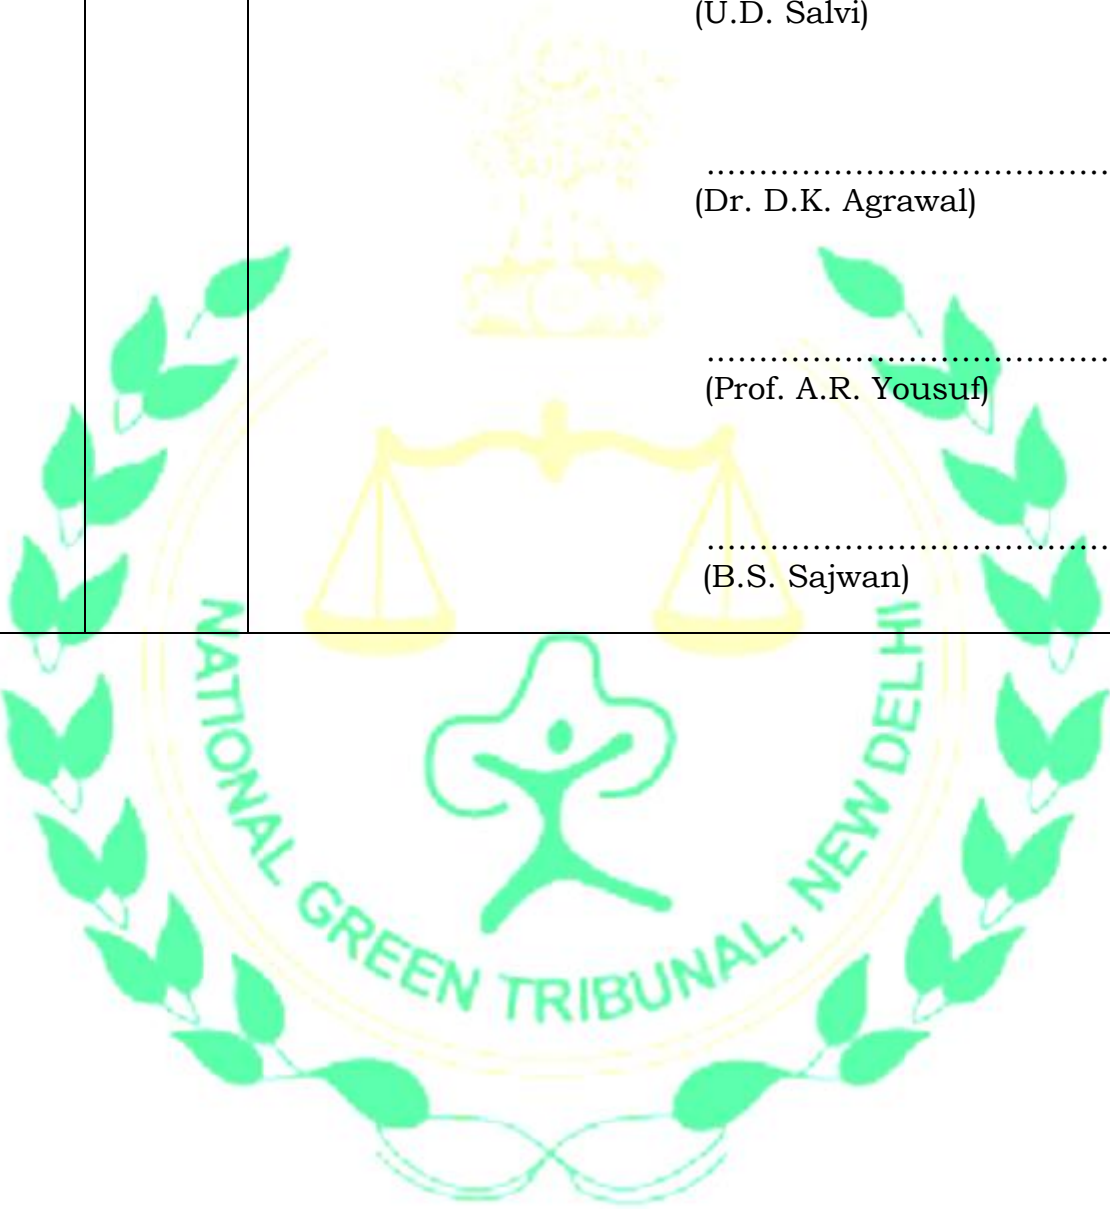 (U.D. Salvi)
..........................................
(Dr. D.K. Agrawal)
..........................................
(Prof. A.R. Yousuf)
..........................................
(B.S. Sajwan)
NATIONAL GREEN TRIBUNAL, NEW DELHI